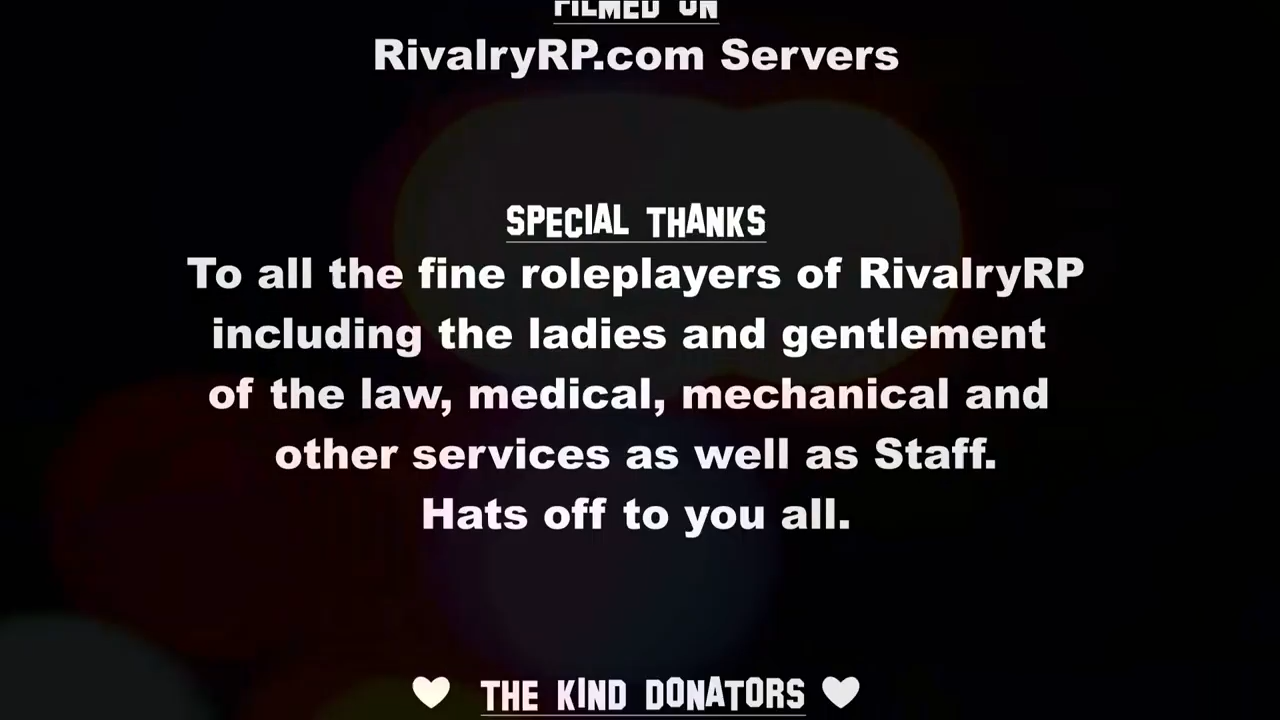 FILMED ON
RivalryRP.com Servers
SPECIAL THANKS
To all the fine roleplayers of RivalryRP
including the ladies and gentlement
of the law, medical, mechanical and
other services as well as Staff.
Hats off to you all.
THE KIND DONATORS